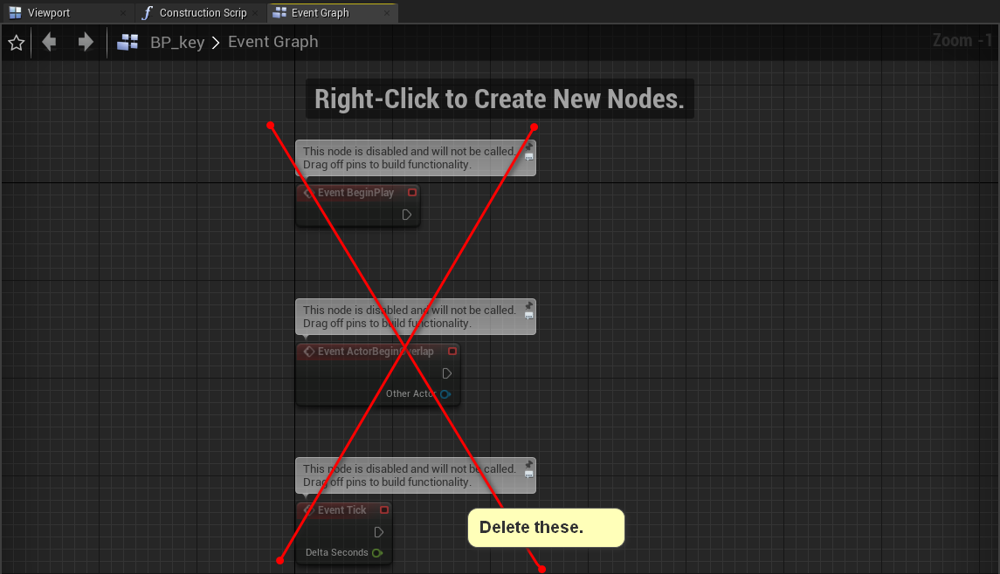 Viewport
Construction Scrip
Event Graph
BP_key > Event Graph
Zoom -1
Right-Click to Create New Nodes.
This node is disabled and will not be called.
Drag off pins to build functionality.
Event BeginPlay
This node is disabled and will not be called.
Drag off pins to build functionality.
Event ActorBeginOverlap
Other Actor
This node is disabled and will not be called.
Drag off pins to build functionality.
Event Tick
Delta Seconds
Delete these.